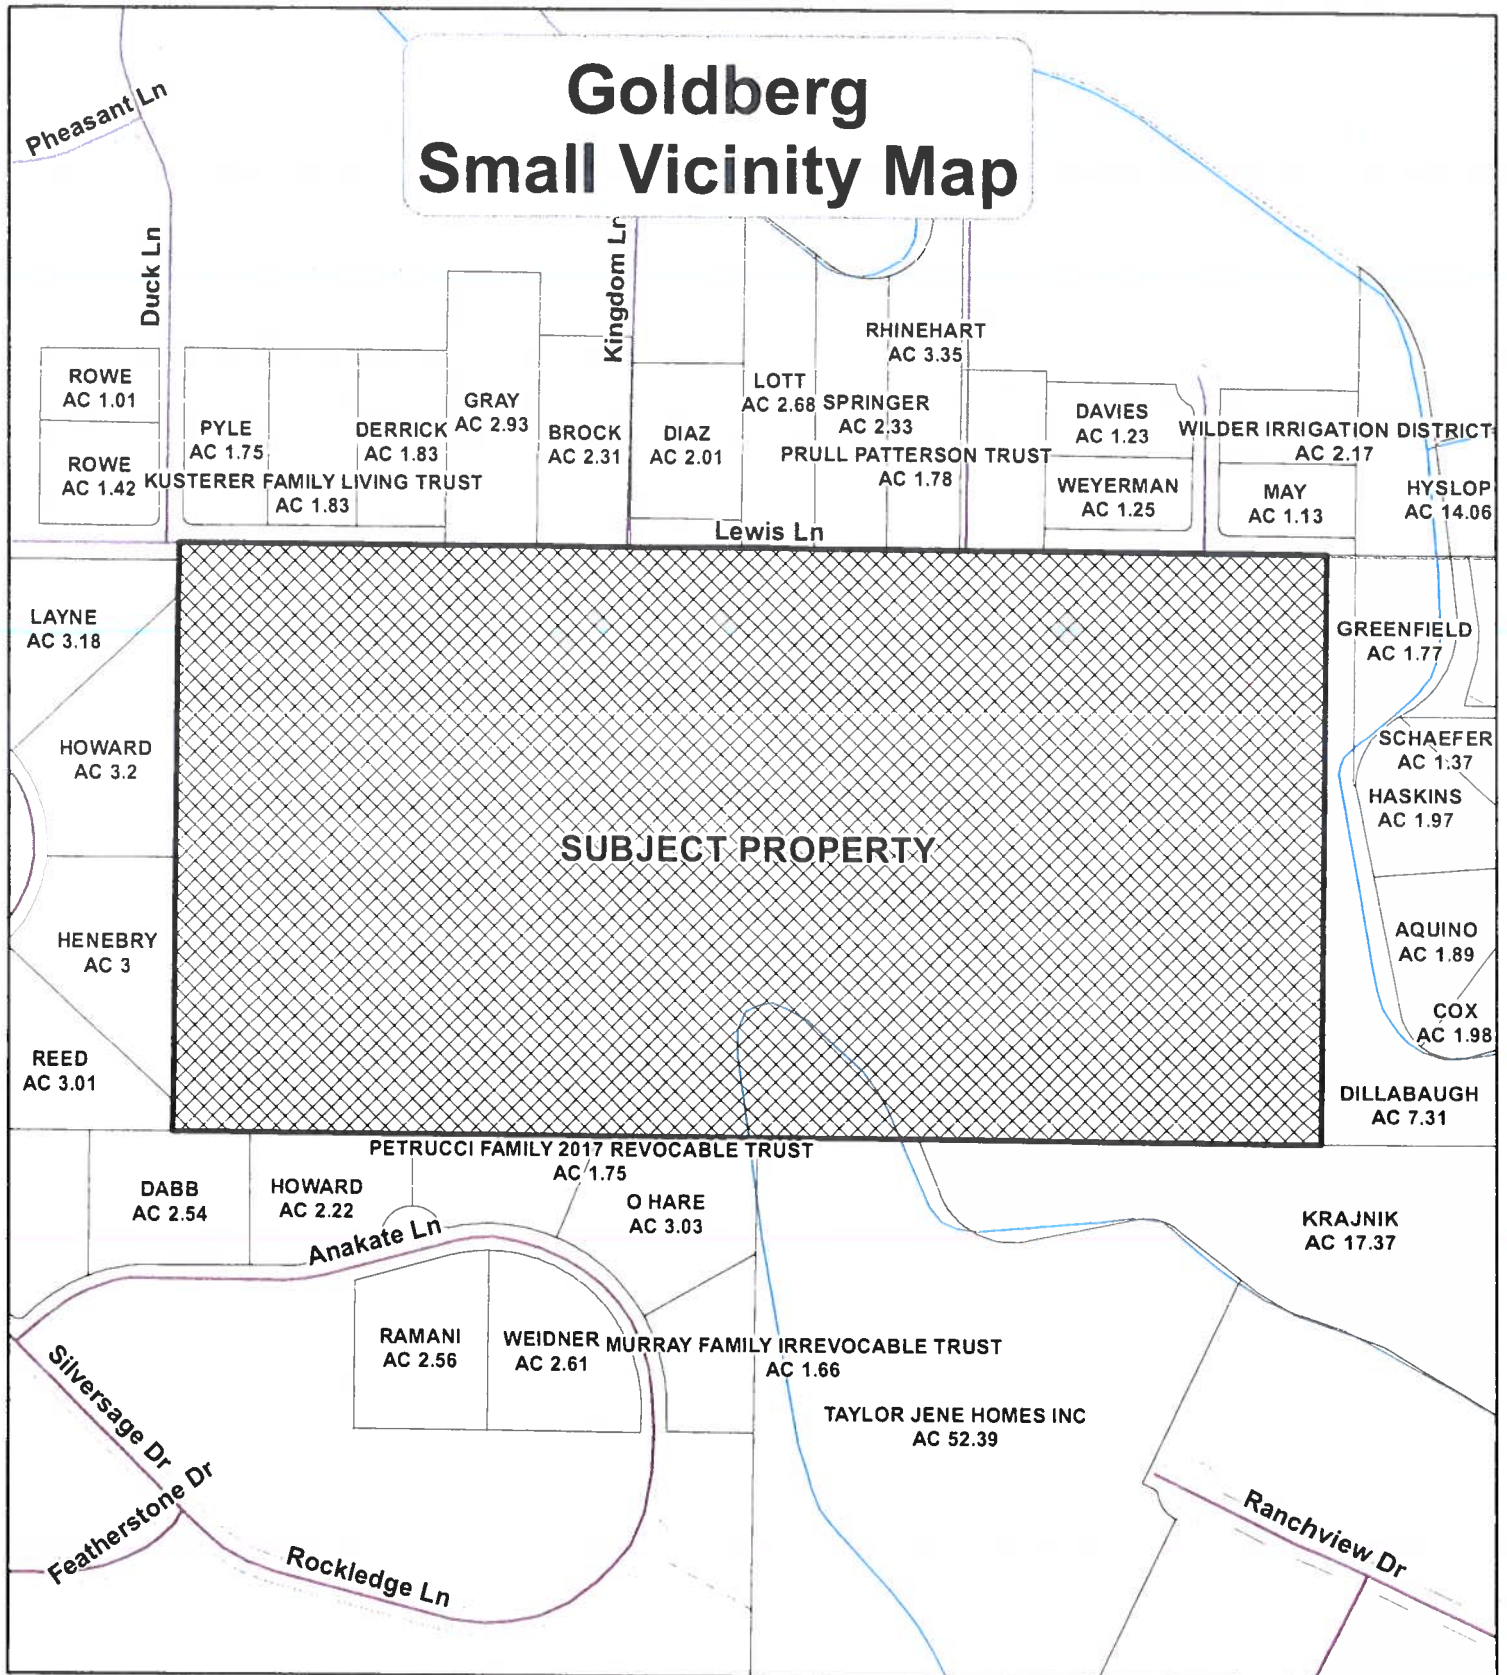 Goldberg
Small Vicinity Map
Pheasant Ln
Duck Ln
Kingdom Ln
RHINEHART
AC 3.35
ROWE
AC 1.01
PYLE
AC 1.75
DERRICK
AC 1.83
GRAY
AC 2.93
BROCK
AC 2.31
DIAZ
AC 2.01
LOTT
AC 2.68
SPRINGER
AC 2.33
DAVIES
AC 1.23
WILDER IRRIGATION DISTRICT
AC 2.17
ROWE
AC 1.42
KUSTERER FAMILY LIVING TRUST
AC 1.83
PRULL PATTERSON TRUST
AC 1.78
WEYERMAN
AC 1.25
MAY
AC 1.13
HYSLOP
AC 14.06
Lewis Ln
LAYNE
AC 3.18
GREENFIELD
AC 1.77
HOWARD
AC 3.2
SCHAEFER
AC 1.37
HASKINS
AC 1.97
SUBJECT PROPERTY
HENEBRY
AC 3
AQUINO
AC 1.89
COX
AC 1.98
REED
AC 3.01
DILLABAUGH
AC 7.31
PETRUCCI FAMILY 2017 REVOCABLE TRUST
AC 1.75
DABB
AC 2.54
HOWARD
AC 2.22
O HARE
AC 3.03
KRAJNIK
AC 17.37
Anakate Ln
RAMANI
AC 2.56
WEIDNER
AC 2.61
MURRAY FAMILY IRREVOCABLE TRUST
AC 1.66
TAYLOR JENE HOMES INC
AC 52.39
Silversage Dr
Featherstone Dr
Rockledge Ln
Ranchview Dr